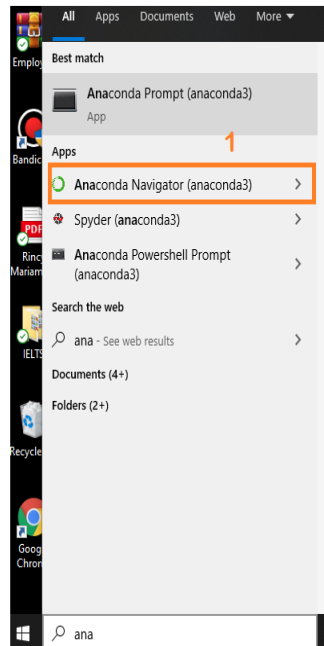 All Apps Documents Web More ▼
Best match
Anaconda Prompt (anaconda3)
App
Apps
1
Anaconda Navigator (anaconda3)
Spyder (anaconda3)
Anaconda Powershell Prompt
(anaconda3)
Search the web
ana - See web results
Documents (4+)
Folders (2+)
Employ
Bandic
PDF
Rinc
Mariam
IELTS
Recycle
Goog
Chron
ana